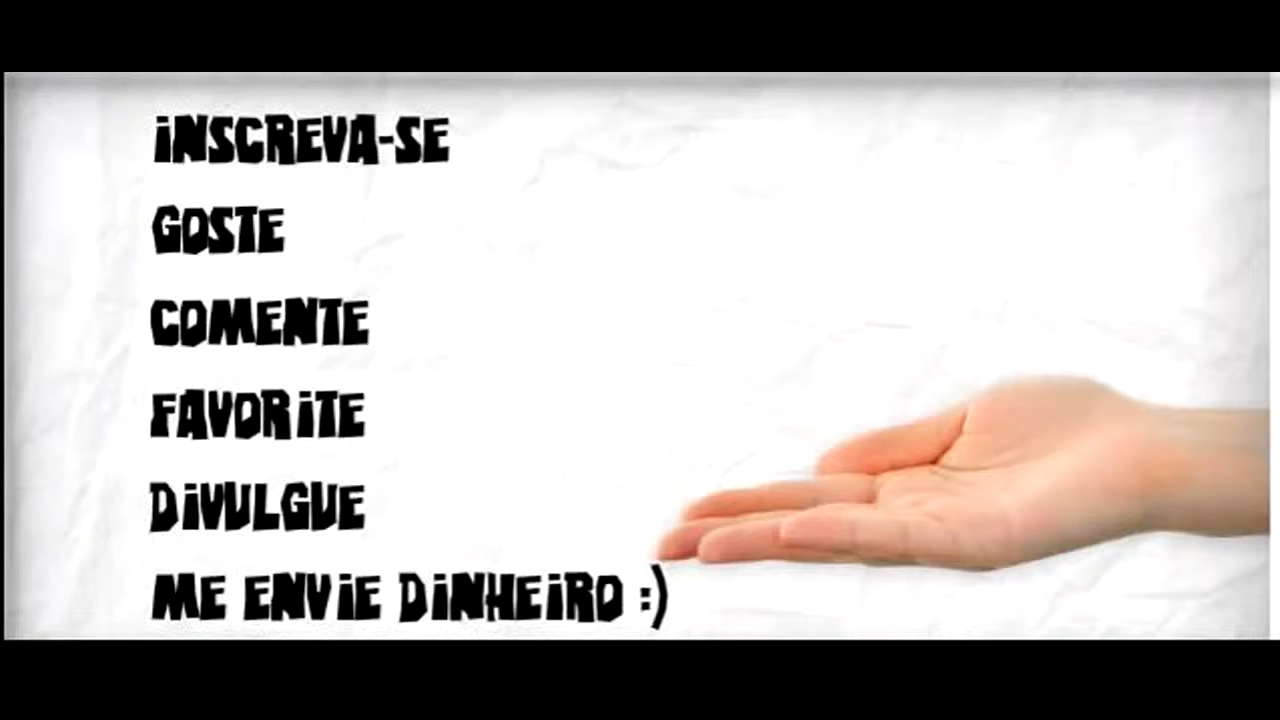 INSCREVA-SE
GOSTE
COMENTE
FAVORITE
DIVULGUE
ME ENVIE DINHEIRO :)